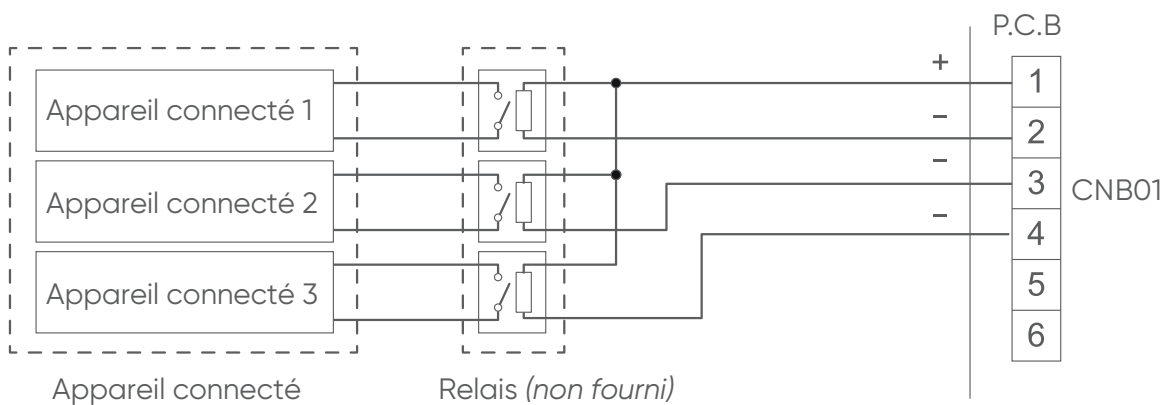 P.C.B
+
1
Appareil connecté 1
−
2
−
Appareil connecté 2
3
CNB01
−
4
Appareil connecté 3
5
6
Appareil connecté
Relais (non fourni)